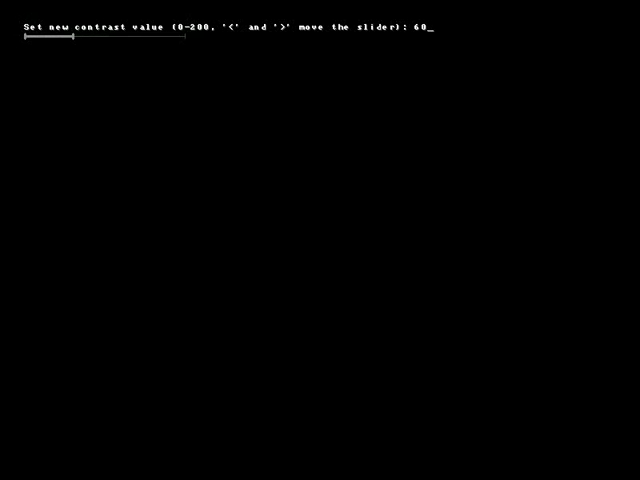 Set new contrast value (0-200, '<' and '>' move the slider): 60_